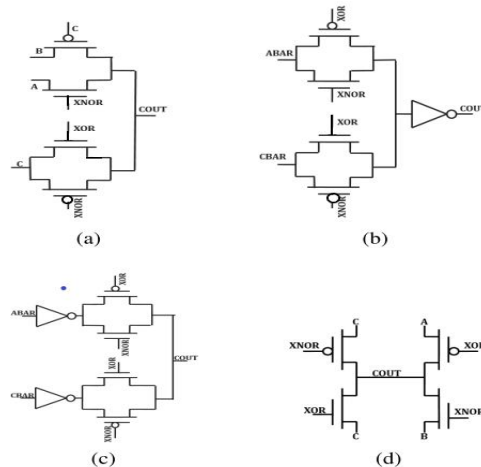 C
B
A
XNOR
COUT
XOR
C
XNOR
(a)
XOR
ABAR
XNOR
COUT
XOR
CBAR
XNOR
(b)
XOR
ABAR
XNOR
COUT
XOR
CBAR
XNOR
(c)
C A
XNOR XOR
COUT
XOR XNOR
C B
(d)